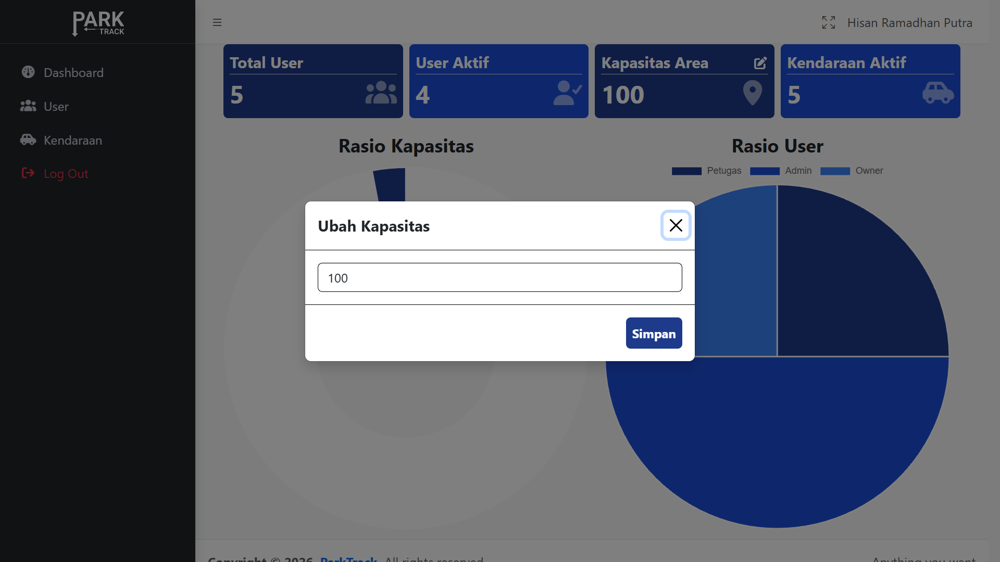 PARK
TRACK
Dashboard
User
Kendaraan
Log Out
Hisan Ramadhan Putra
Total User
5
User Aktif
4
Kapasitas Area
100
Kendaraan Aktif
5
Rasio Kapasitas
Rasio User
Petugas Admin Owner
Ubah Kapasitas
100
Simpan
Copyright © 2026 ParkTrack. All rights reserved.
Anything you want